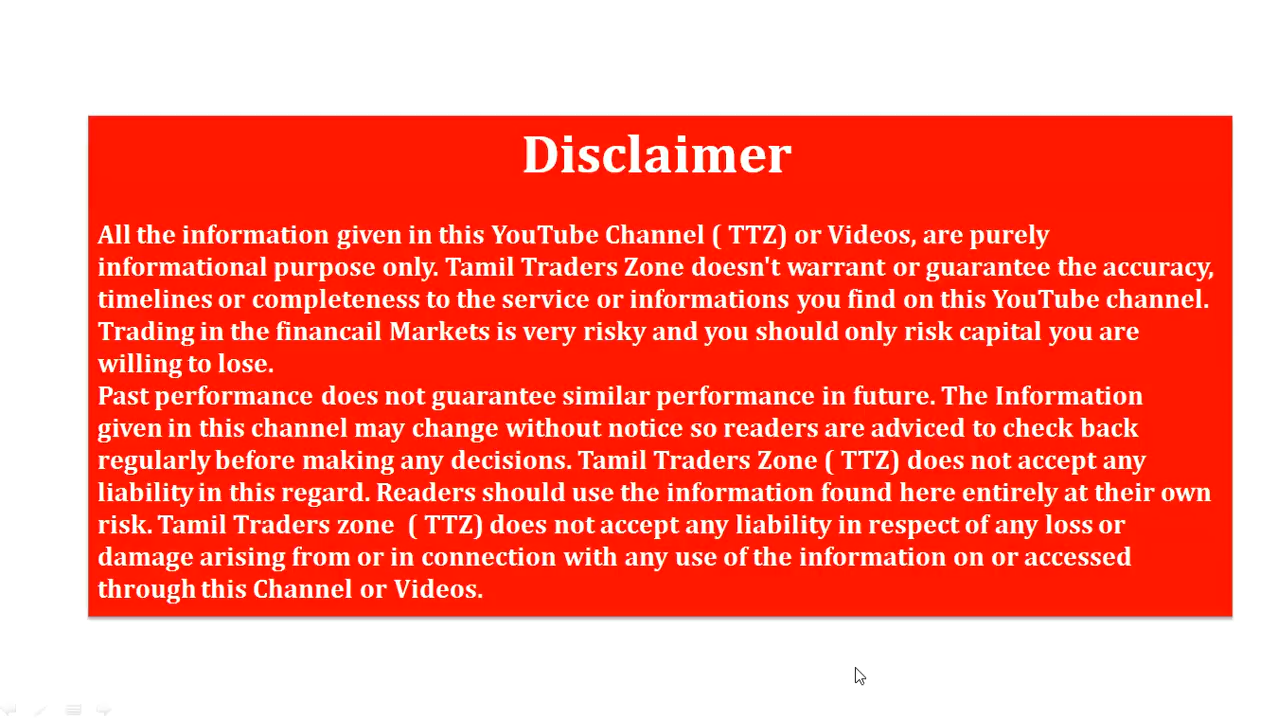 Disclaimer
All the information given in this YouTube Channel ( TTZ) or Videos, are purely
informational purpose only. Tamil Traders Zone doesn't warrant or guarantee the accuracy,
timelines or completeness to the service or informations you find on this YouTube channel.
Trading in the financail Markets is very risky and you should only risk capital you are
willing to lose.
Past performance does not guarantee similar performance in future. The Information
given in this channel may change without notice so readers are adviced to check back
regularly before making any decisions. Tamil Traders Zone ( TTZ) does not accept any
liability in this regard. Readers should use the information found here entirely at their own
risk. Tamil Traders zone  ( TTZ) does not accept any liability in respect of any loss or
damage arising from or in connection with any use of the information on or accessed
through this Channel or Videos.